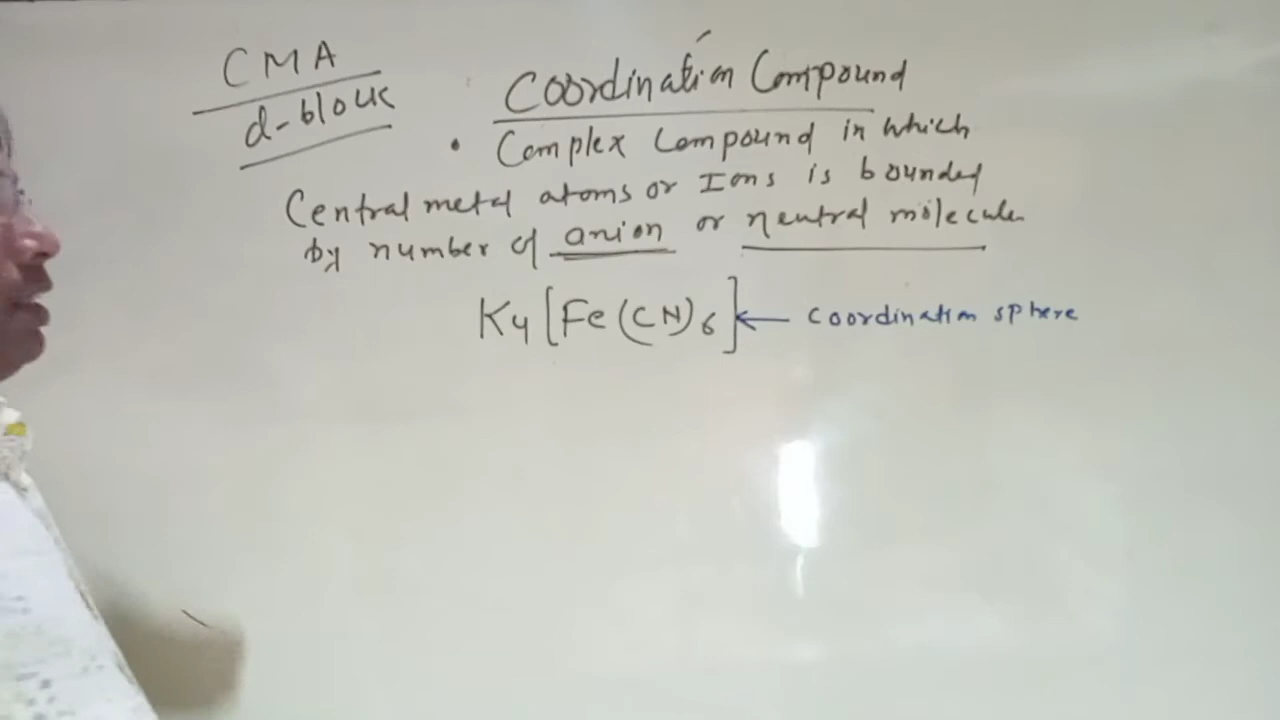 CMA
d-block
Coordination Compound
• Complex Compound in which
Central metal atoms or Ions is bounded
by number of anion or neutral molecule
K4[Fe(CN)6] ← coordination sphere